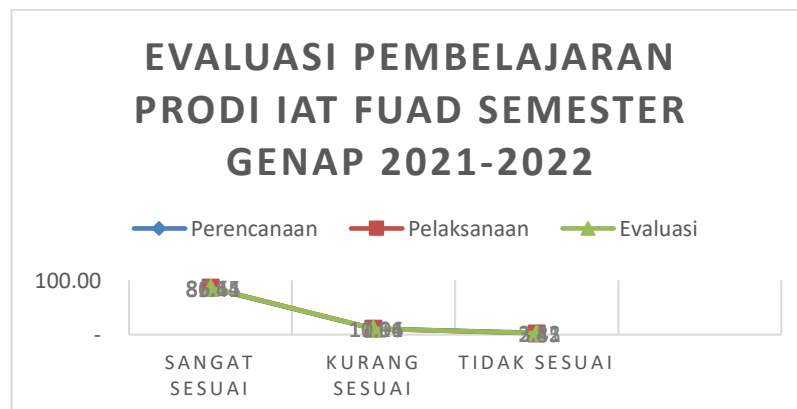 EVALUASI PEMBELAJARAN
PRODI IAT FUAD SEMESTER
GENAP 2021-2022
Perencanaan Pelaksanaan Evaluasi
100.00
-
SANGAT SESUAI
KURANG SESUAI
TIDAK SESUAI